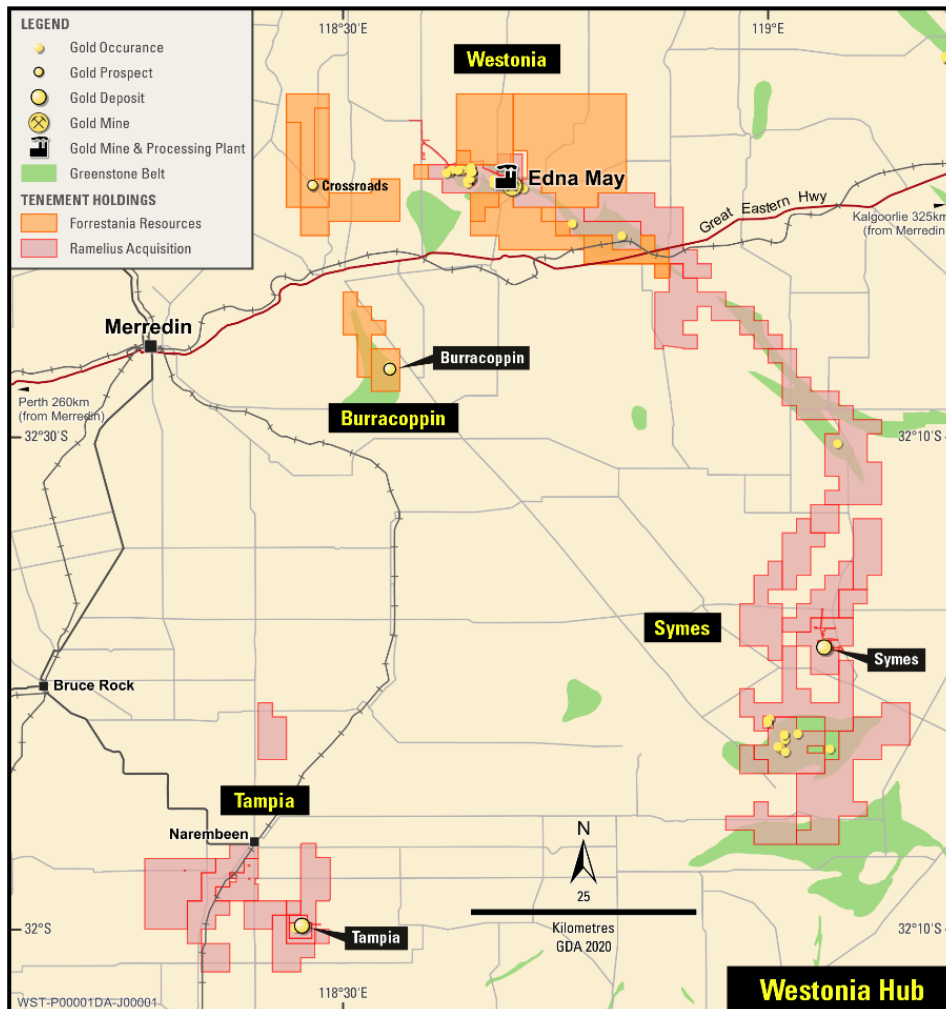 LEGEND
Gold Occurance
Gold Prospect
Gold Deposit
Gold Mine
Gold Mine & Processing Plant
Greenstone Belt
TENEMENT HOLDINGS
Forrestania Resources
Ramelius Acquisition
118°30'E
119°E
Westonia
Crossroads
Edna May
Great Eastern Hwy
Kalgoorlie 325km
(from Merredin)
Merredin
Burracoppin
Perth 260km
(from Merredin)
Burracoppin
32°30'S
32°10'S
Symes
Symes
Bruce Rock
Tampia
Narembeen
N
25
Kilometres
GDA 2020
32°S
Tampia
32°10'S
WST-P00001DA-J00601
118°30'E
Westonia Hub